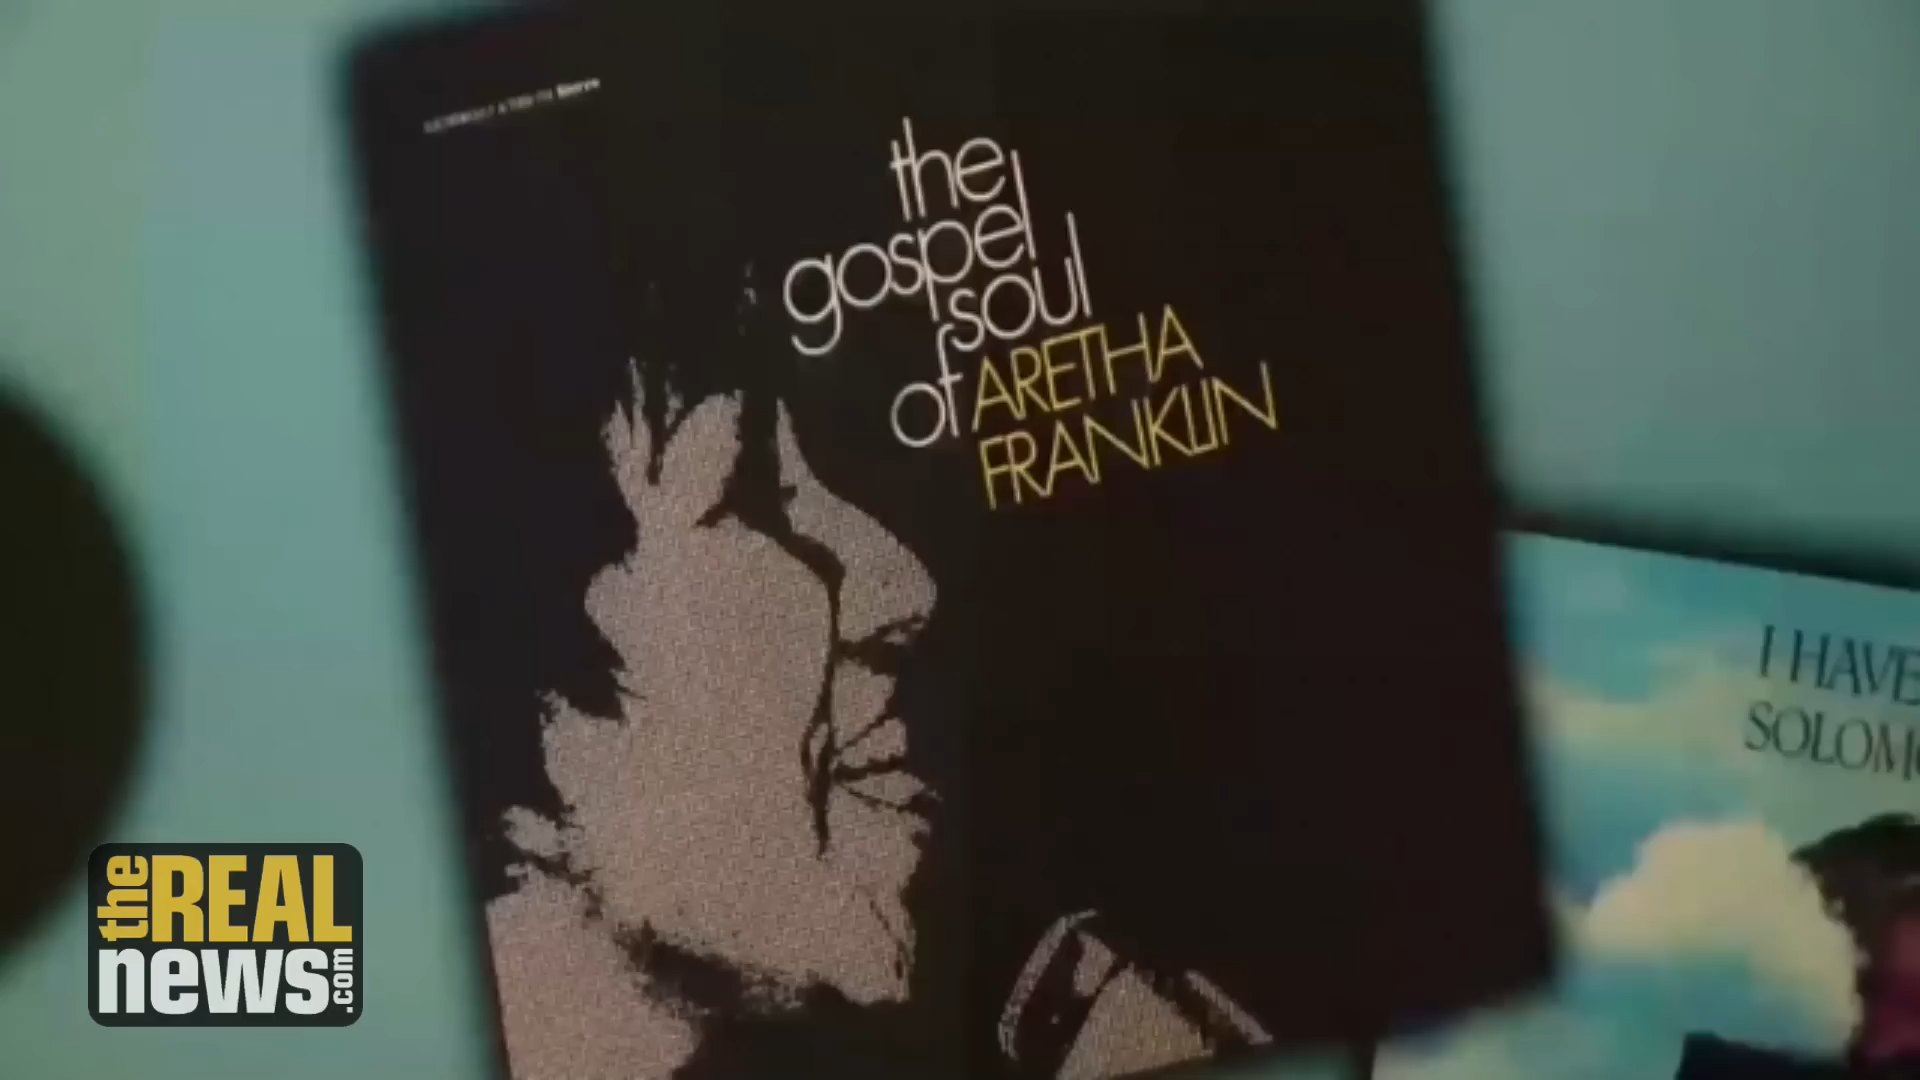 the
gospel
soul
of ARETHA
FRANKLIN
I HAVE
SOLOM
the REAL
news.com